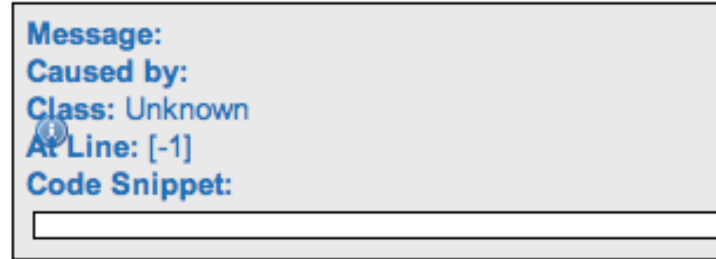 Message:
Caused by:
Class: Unknown
At Line: [-1]
Code Snippet: